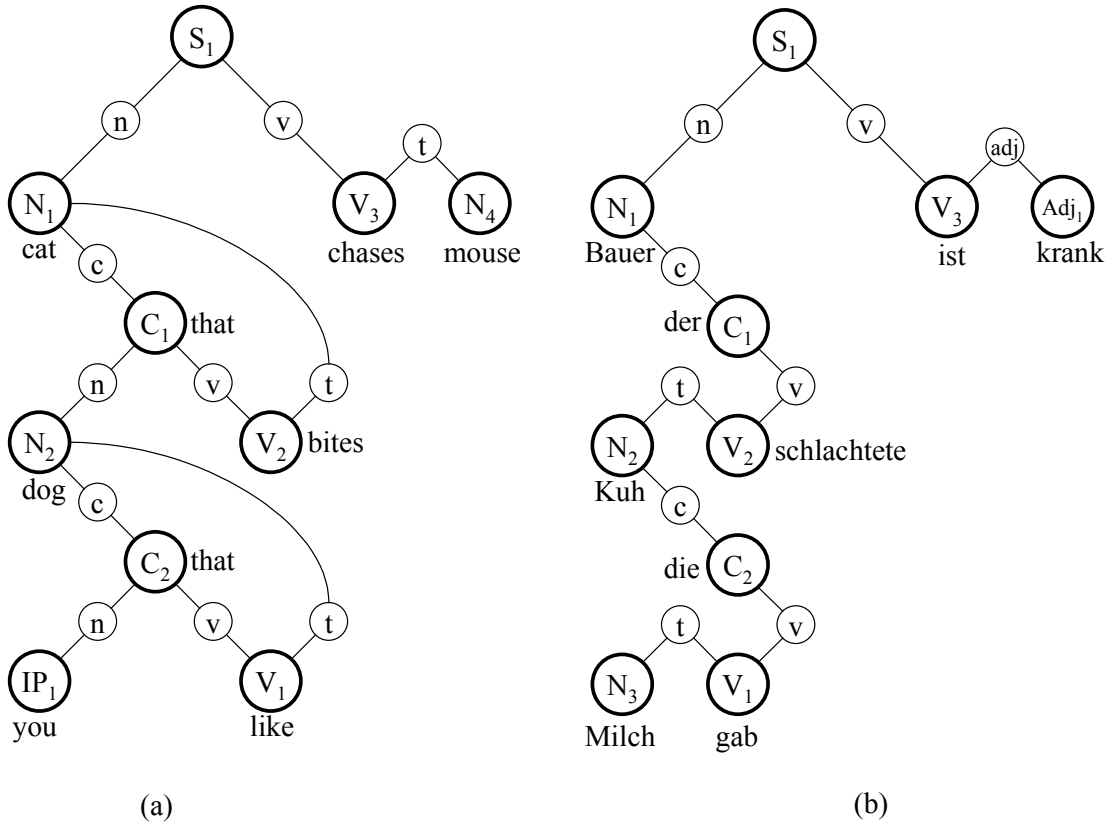 S1
S1
n
v
n
v
t
adj
N1
V3
N4
N1
V3
Adj1
cat
chases
mouse
Bauer
ist
krank
c
c
C1 that
der C1
n
v
t
t
v
N2
V2 bites
N2
V2 schlachtete
dog
Kuh
c
c
C2 that
die C2
n
v
t
t
v
IP1
V1
N3
V1
you
like
Milch
gab
(a)
(b)